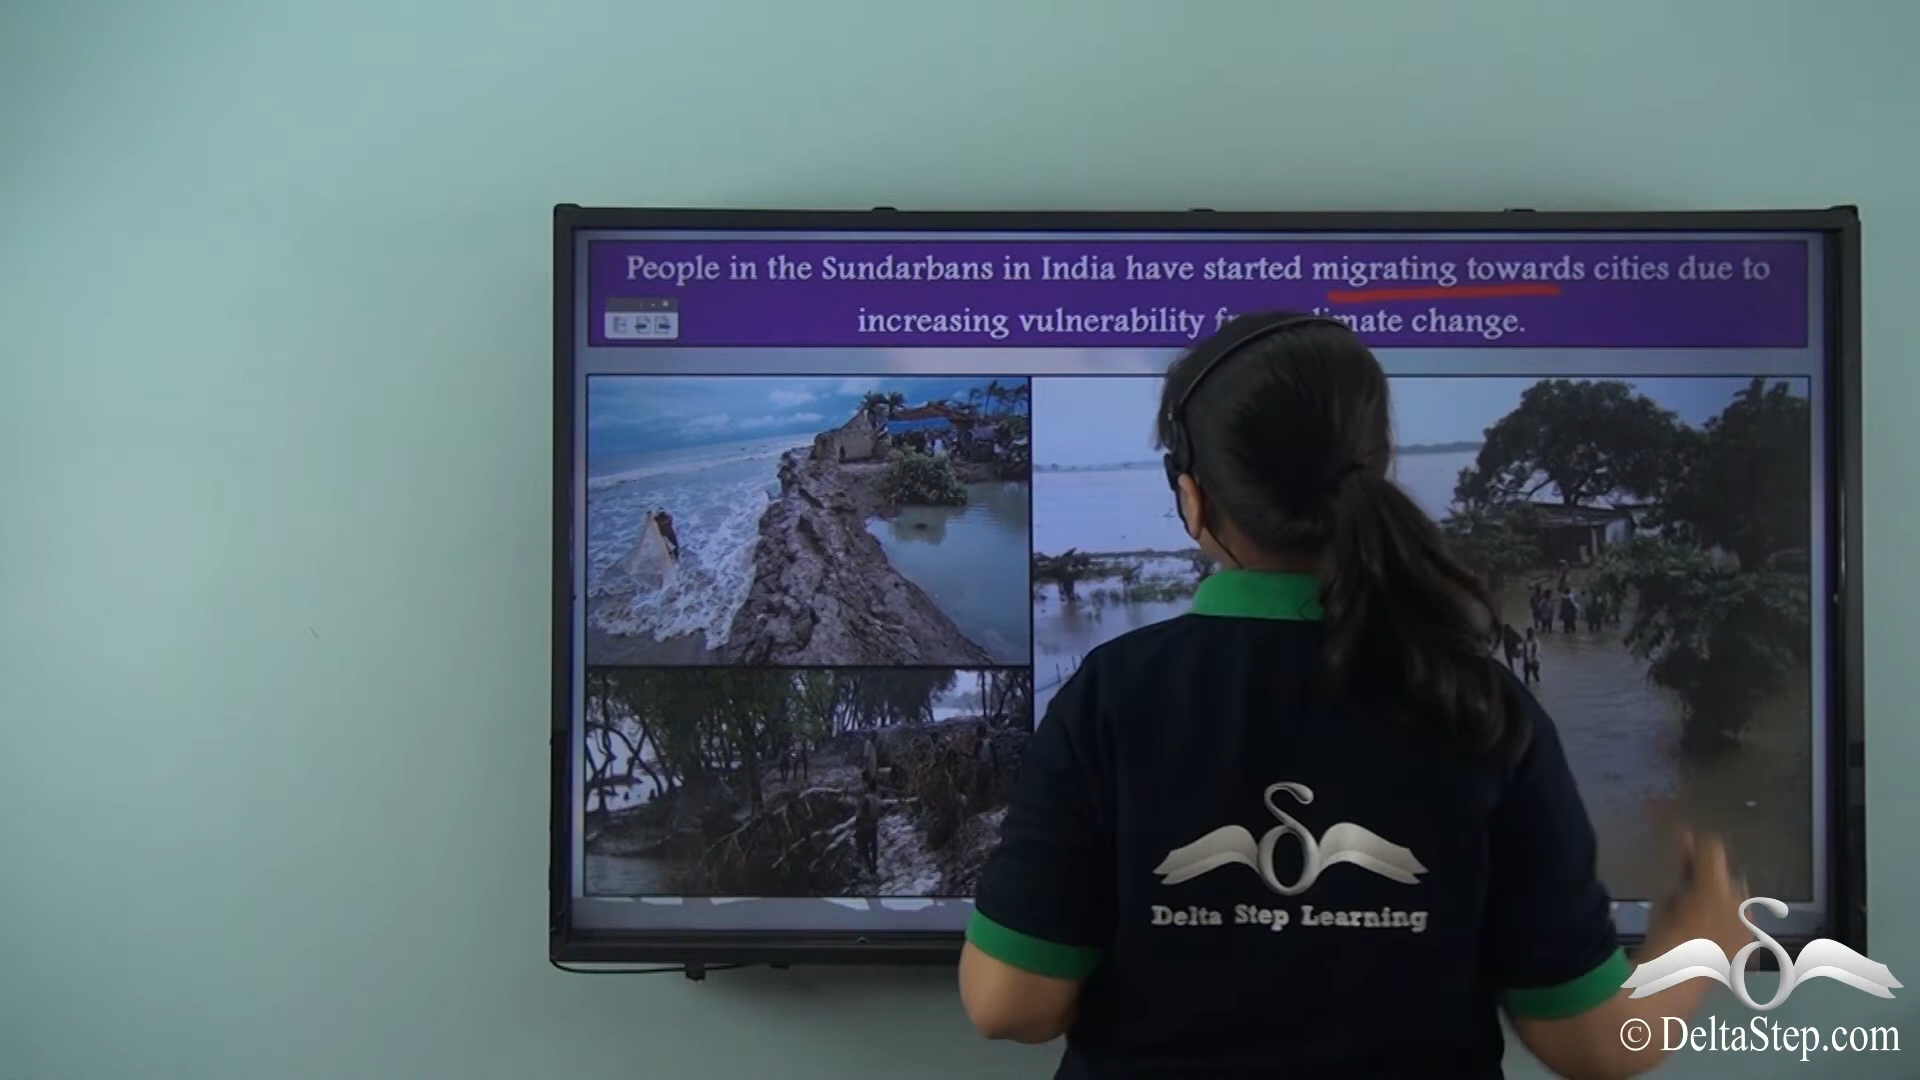 People in the Sundarbans in India have started migrating towards cities due to
increasing vulnerability climate change.
Delta Step Learning
© DeltaStep.com